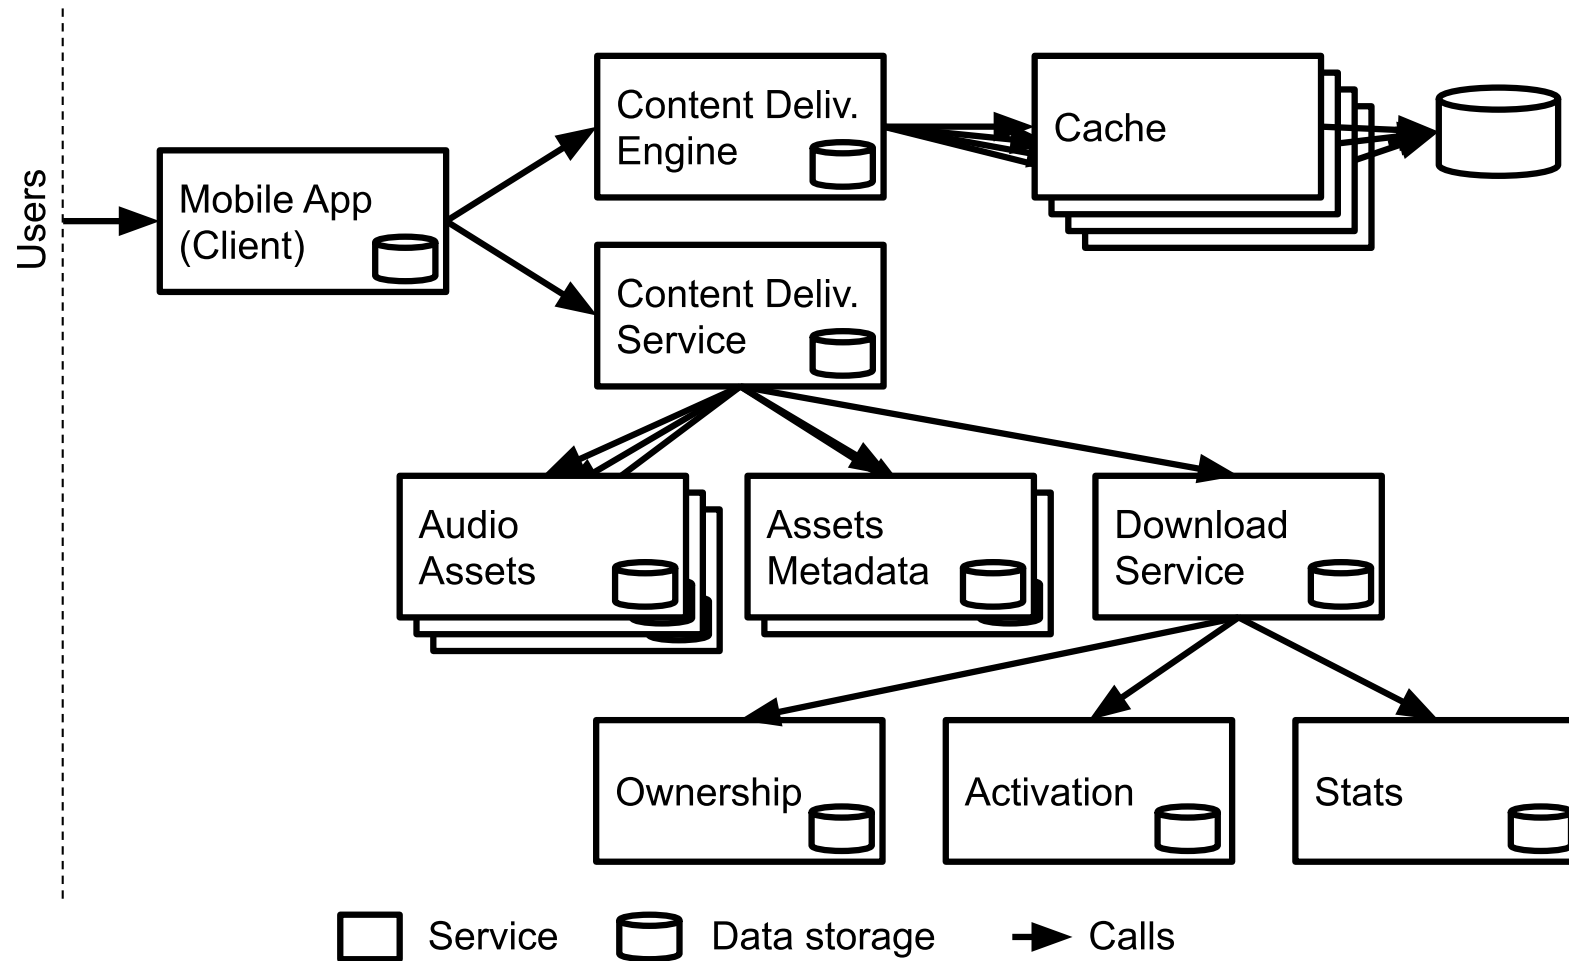 Users
Mobile App
(Client)
Content Deliv.
Engine
Cache
Content Deliv.
Service
Audio
Assets
Assets
Metadata
Download
Service
Ownership
Activation
Stats
Service
Data storage
Calls